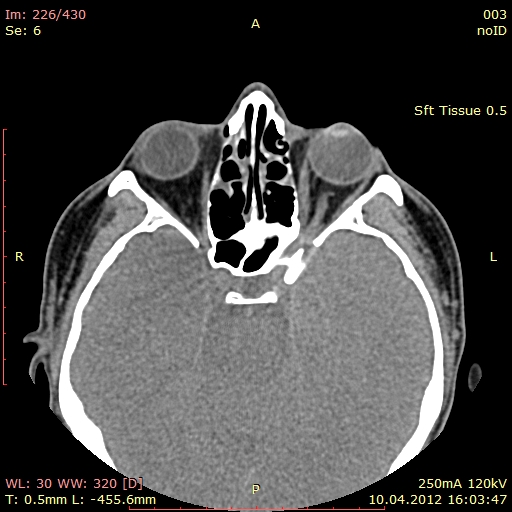 Im: 226/430
Se: 6
A
003
noID
Sft Tissue 0.5
R
L
WL: 30 WW: 320 [D]
T: 0.5mm L: -455.6mm
P
250mA 120kV
10.04.2012 16:03:47